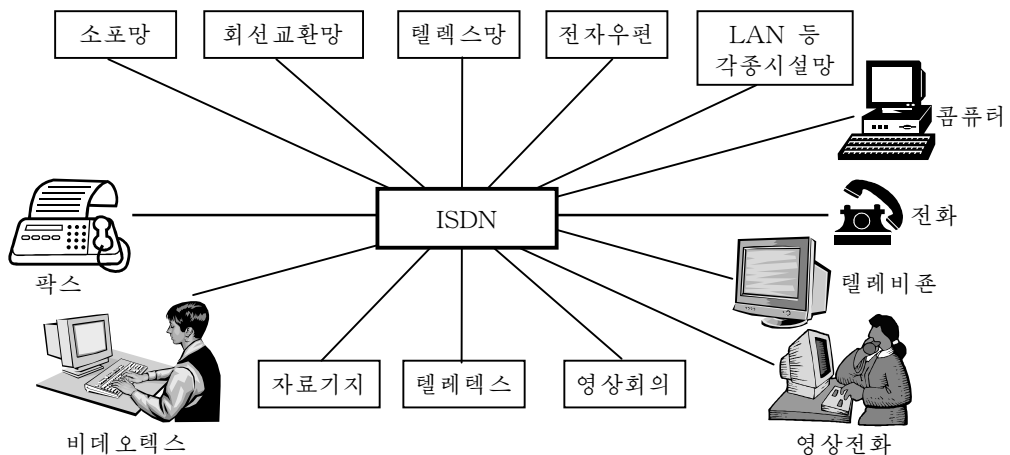 소포망
회선교환망
텔렉스망
전자우편
LAN 등
각종시설망
콤퓨터
ISDN
전화
팍스
텔레비죤
자료기지
텔레텍스
영상회의
비데오텍스
영상전화